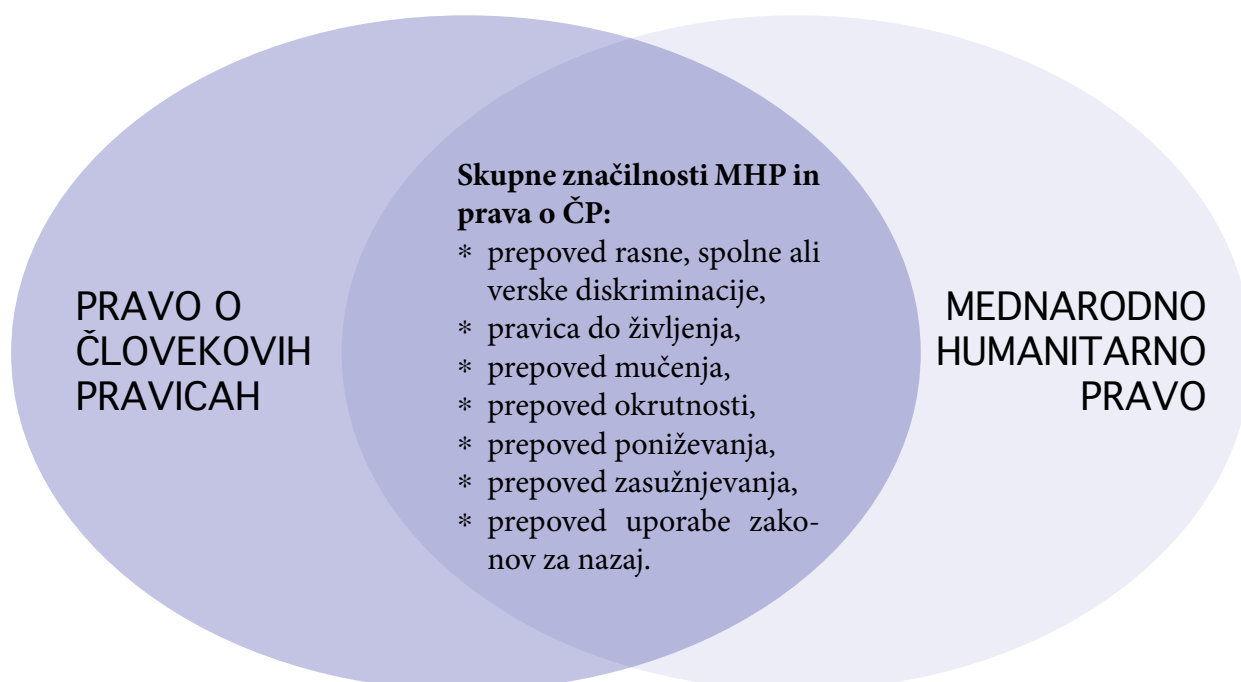 PRAVO O
ČLOVEKOVIH
PRAVICAH
Skupne značilnosti MHP in
prava o ČP:
* prepoved rasne, spolne ali
verske diskriminacije,
* pravica do življenja,
* prepoved mučenja,
* prepoved okrutnosti,
* prepoved poniževanja,
* prepoved zasužnjevanja,
* prepoved uporabe zako-
nov za nazaj.
MEDNARODNO
HUMANITARNO
PRAVO